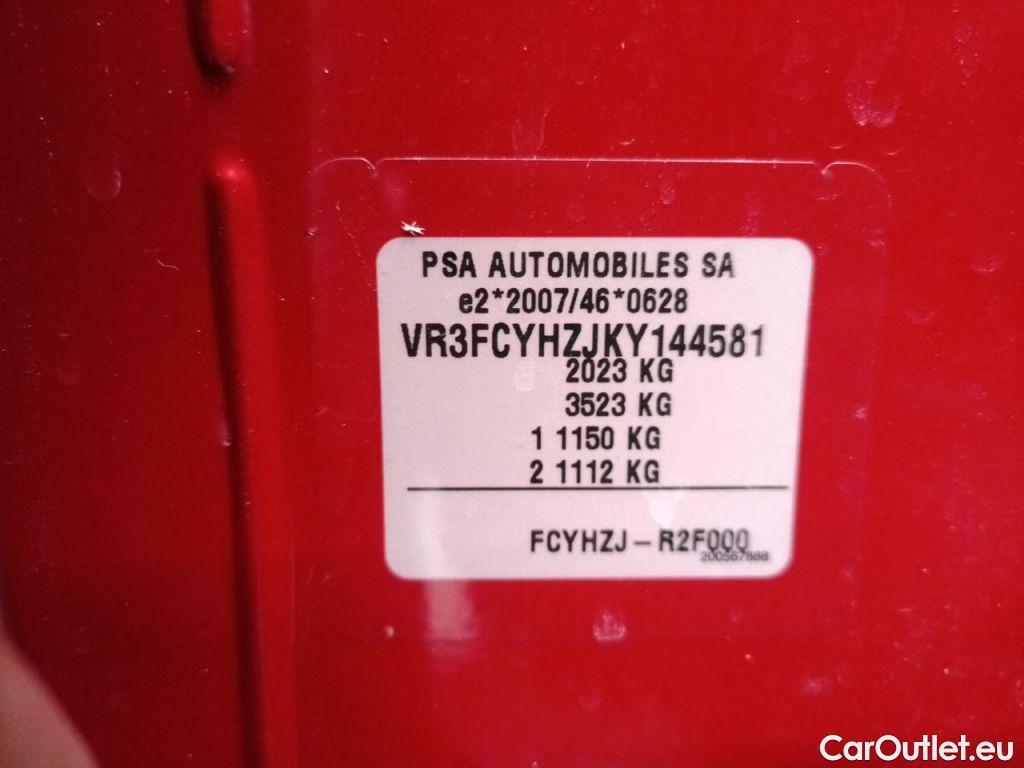 PSA AUTOMOBILES SA
e2*2007/46*0628
VR3FCYHZJKY144581
2023 KG
3523 KG
1 1150 KG
2 1112 KG
FCYHZJ – R2F000
CarOutlet.eu